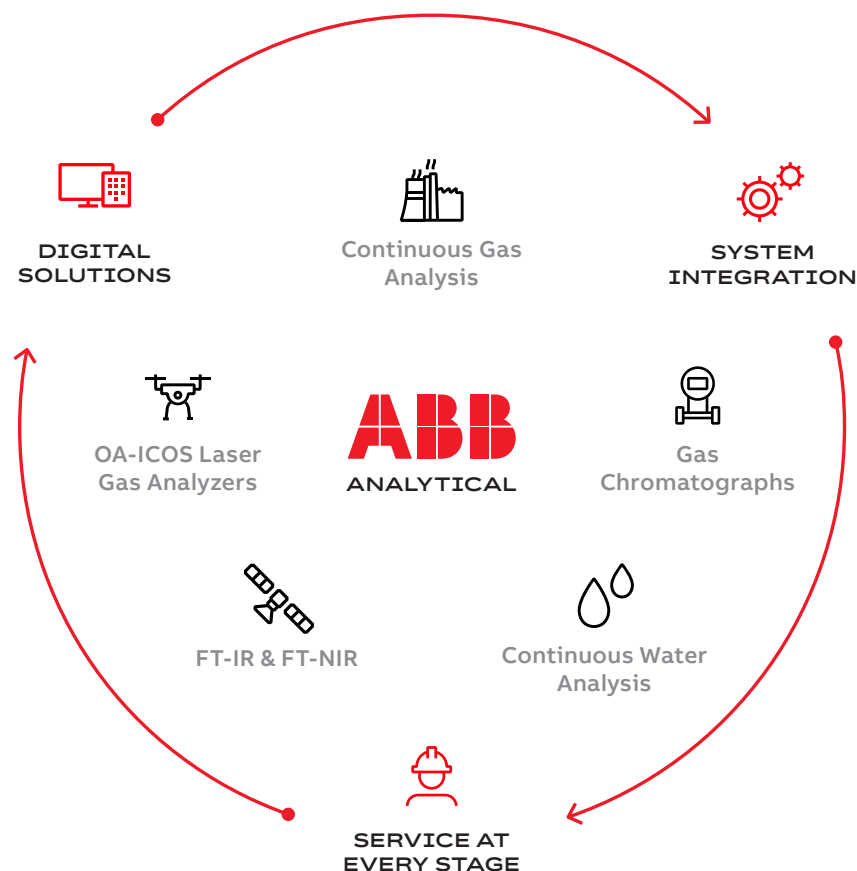 DIGITAL
SOLUTIONS
Continuous Gas
Analysis
SYSTEM
INTEGRATION
OA-ICOS Laser
Gas Analyzers
ABB
ANALYTICAL
Gas
Chromatographs
FT-IR & FT-NIR
Continuous Water
Analysis
SERVICE AT
EVERY STAGE